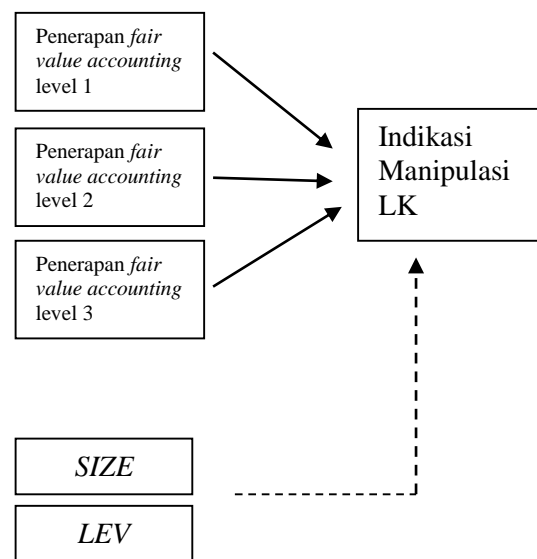 Penerapan fair
value accounting
level 1
Penerapan fair
value accounting
level 2
Penerapan fair
value accounting
level 3
Indikasi
Manipulasi
LK
SIZE
LEV